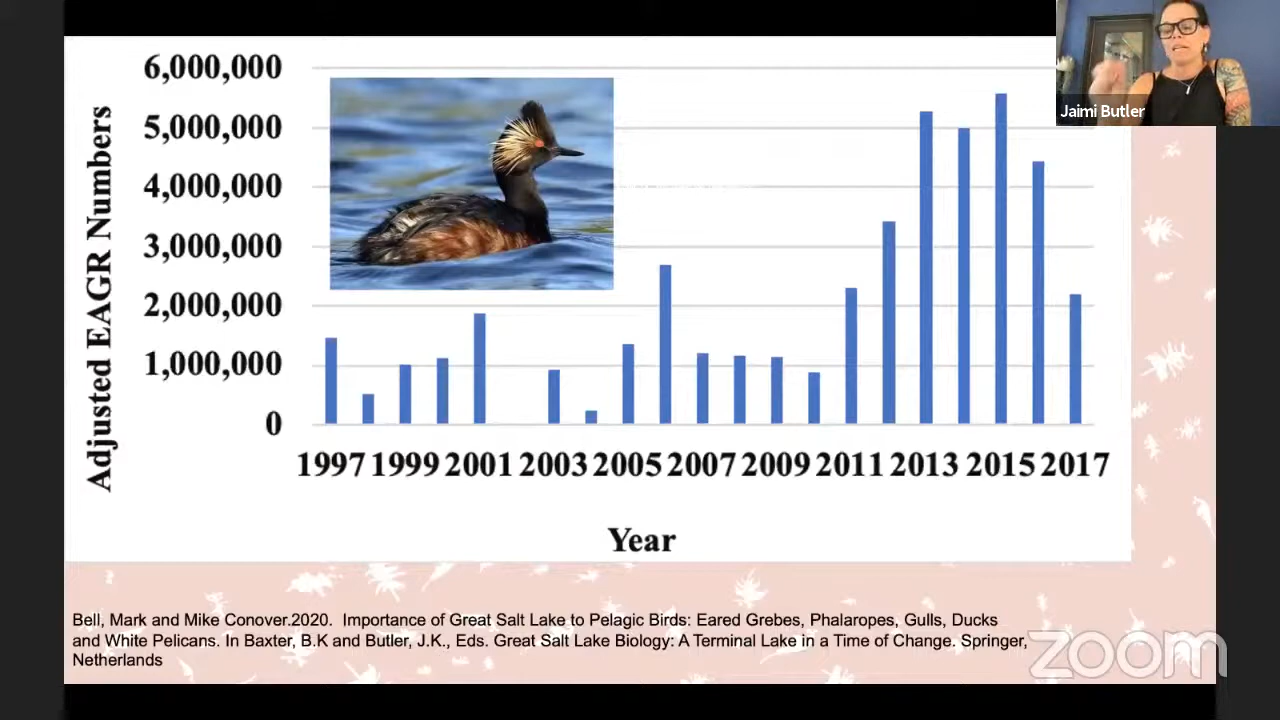 6,000,000
5,000,000
4,000,000
3,000,000
2,000,000
1,000,000
0
Adjusted EAGR Numbers
1997 1999 2001 2003 2005 2007 2009 2011 2013 2015 2017
Year
Jaimi Butler
Bell, Mark and Mike Conover.2020. Importance of Great Salt Lake to Pelagic Birds: Eared Grebes, Phalaropes, Gulls, Ducks
and White Pelicans. In Baxter, B.K and Butler, J.K., Eds. Great Salt Lake Biology: A Terminal Lake in a Time of Change. Springer,
Netherlands
zoom